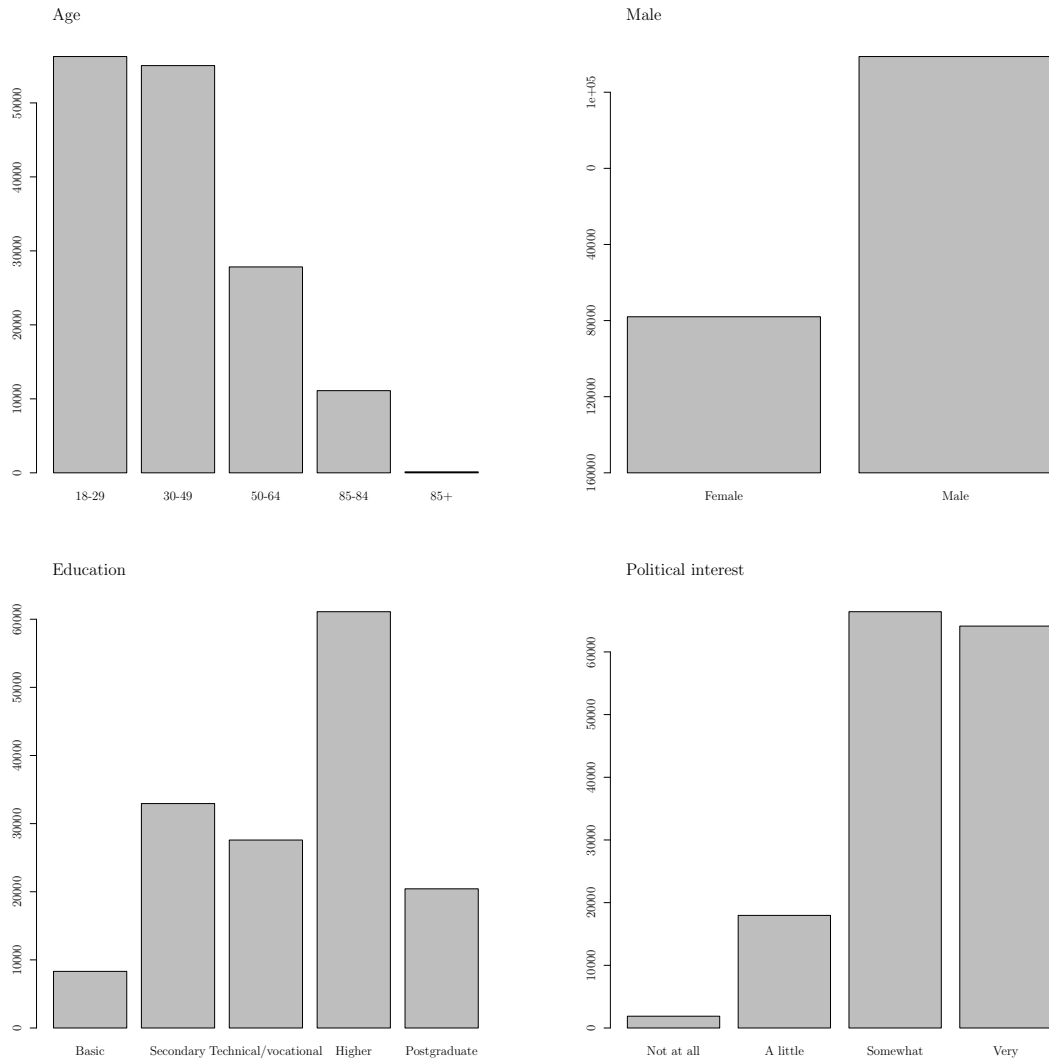 Age
50000
40000
30000
20000
10000
0
18-29
30-49
50-64
85-84
85+
Male
1e+05
0
40000
80000
120000
160000
Female
Male
Education
60000
50000
40000
30000
20000
10000
0
Basic
Secondary
Technical/vocational
Higher
Postgraduate
Political interest
60000
50000
40000
30000
20000
10000
0
Not at all
A little
Somewhat
Very